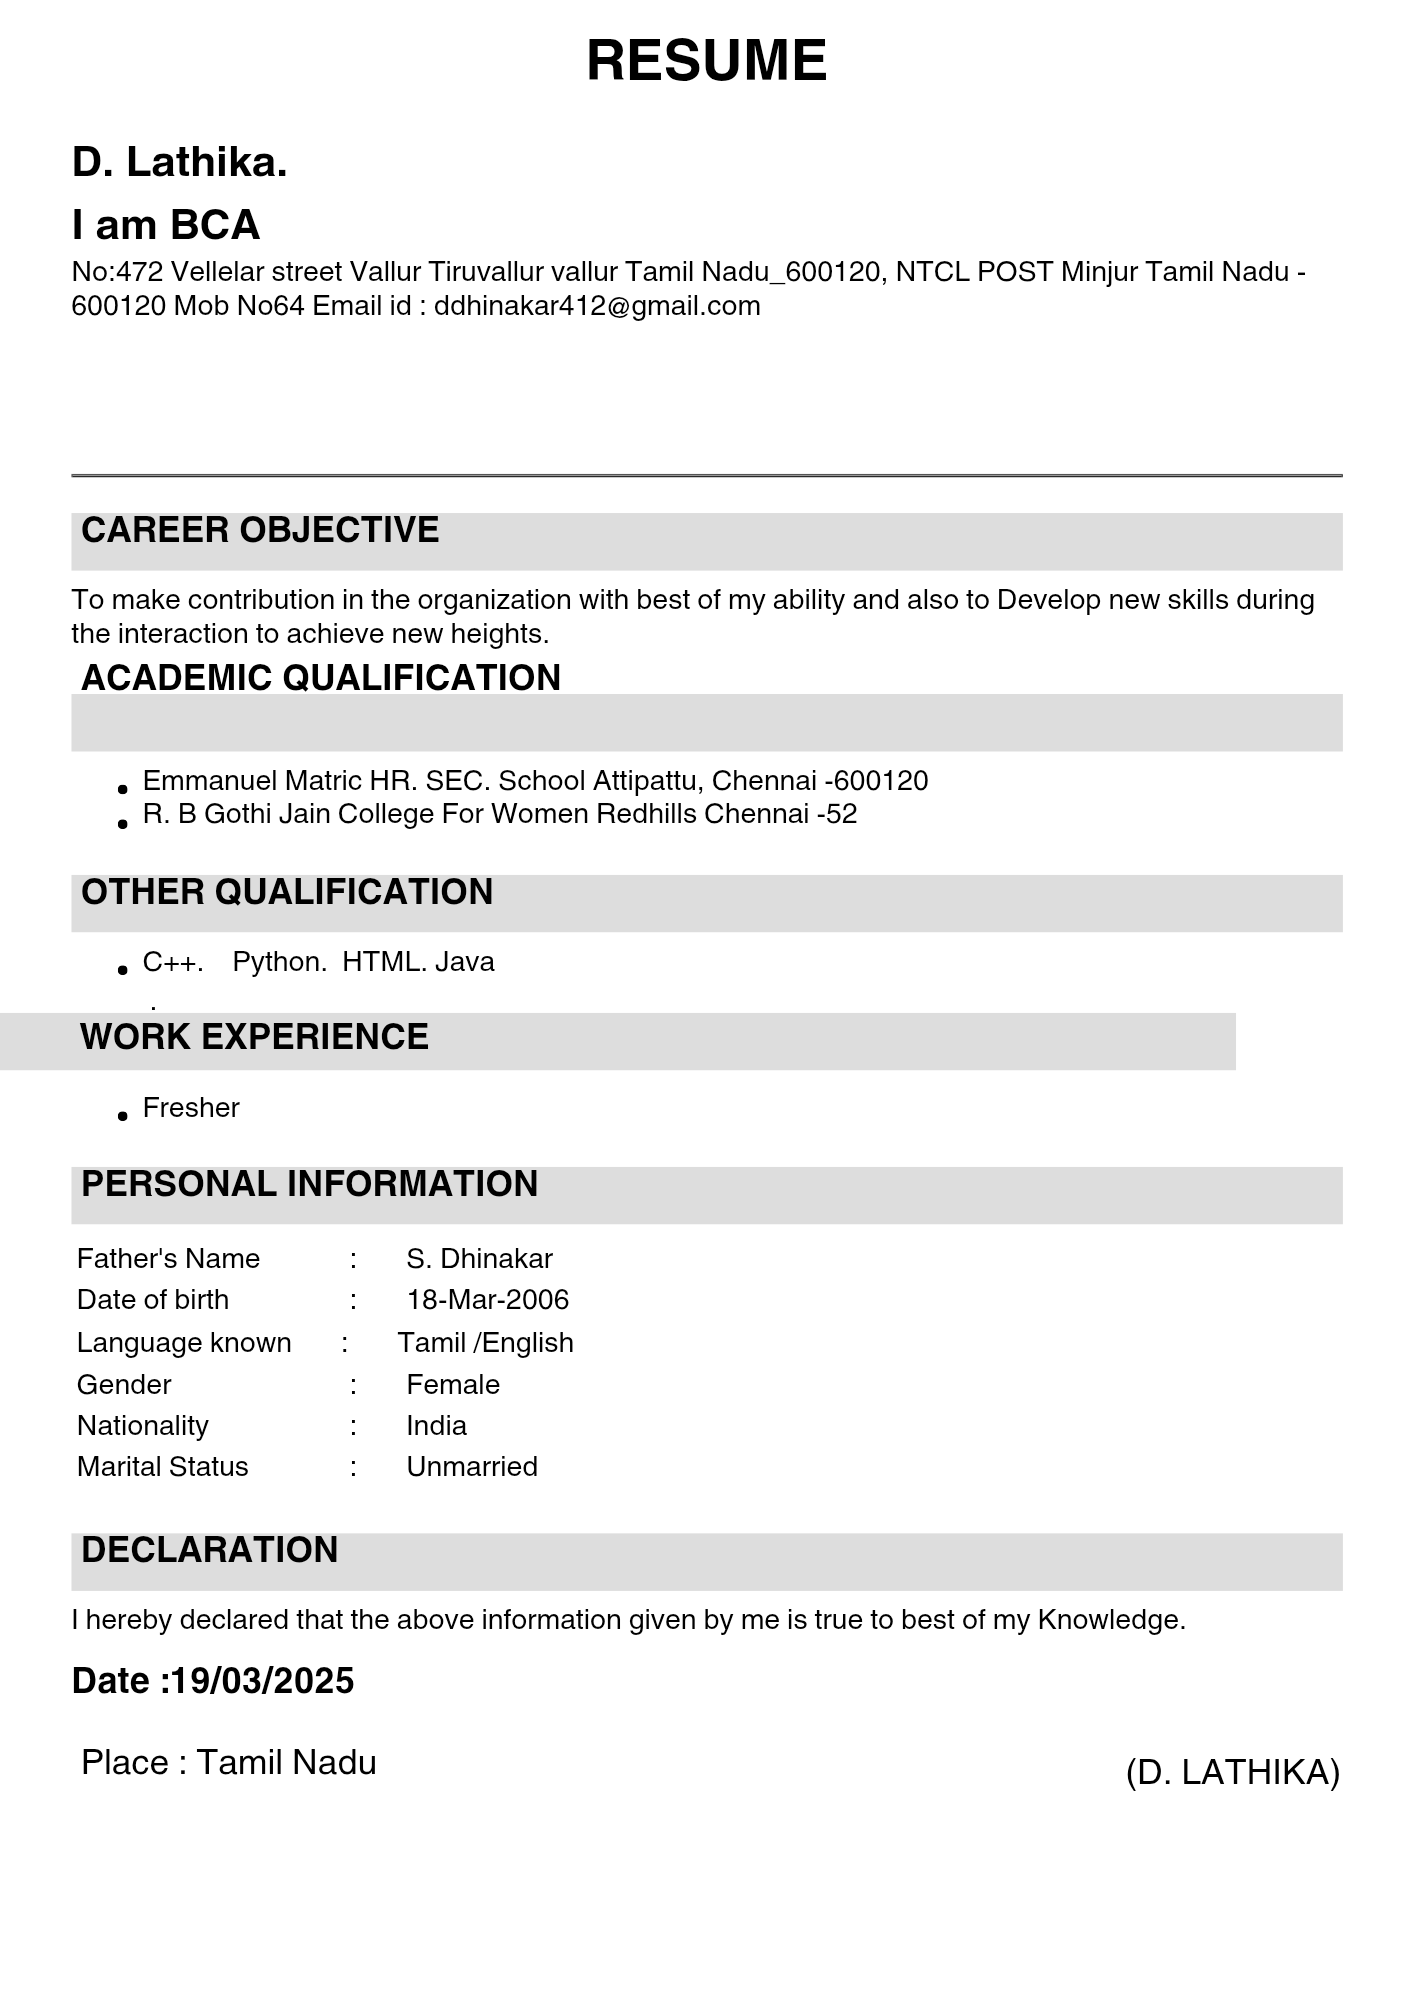 RESUME
D. Lathika.
I am BCA
No:472 Vellelar street Vallur Tiruvallur vallur Tamil Nadu_600120, NTCL POST Minjur Tamil Nadu -
600120 Mob No64 Email id : ddhinakar412@gmail.com
CAREER OBJECTIVE
To make contribution in the organization with best of my ability and also to Develop new skills during
the interaction to achieve new heights.
ACADEMIC QUALIFICATION
• Emmanuel Matric HR. SEC. School Attipattu, Chennai -600120
• R. B Gothi Jain College For Women Redhills Chennai -52
OTHER QUALIFICATION
• C++. Python. HTML. Java
.
WORK EXPERIENCE
• Fresher
PERSONAL INFORMATION
Father's Name : S. Dhinakar
Date of birth : 18-Mar-2006
Language known : Tamil /English
Gender : Female
Nationality : India
Marital Status : Unmarried
DECLARATION
I hereby declared that the above information given by me is true to best of my Knowledge.
Date :19/03/2025
Place : Tamil Nadu
(D. LATHIKA)